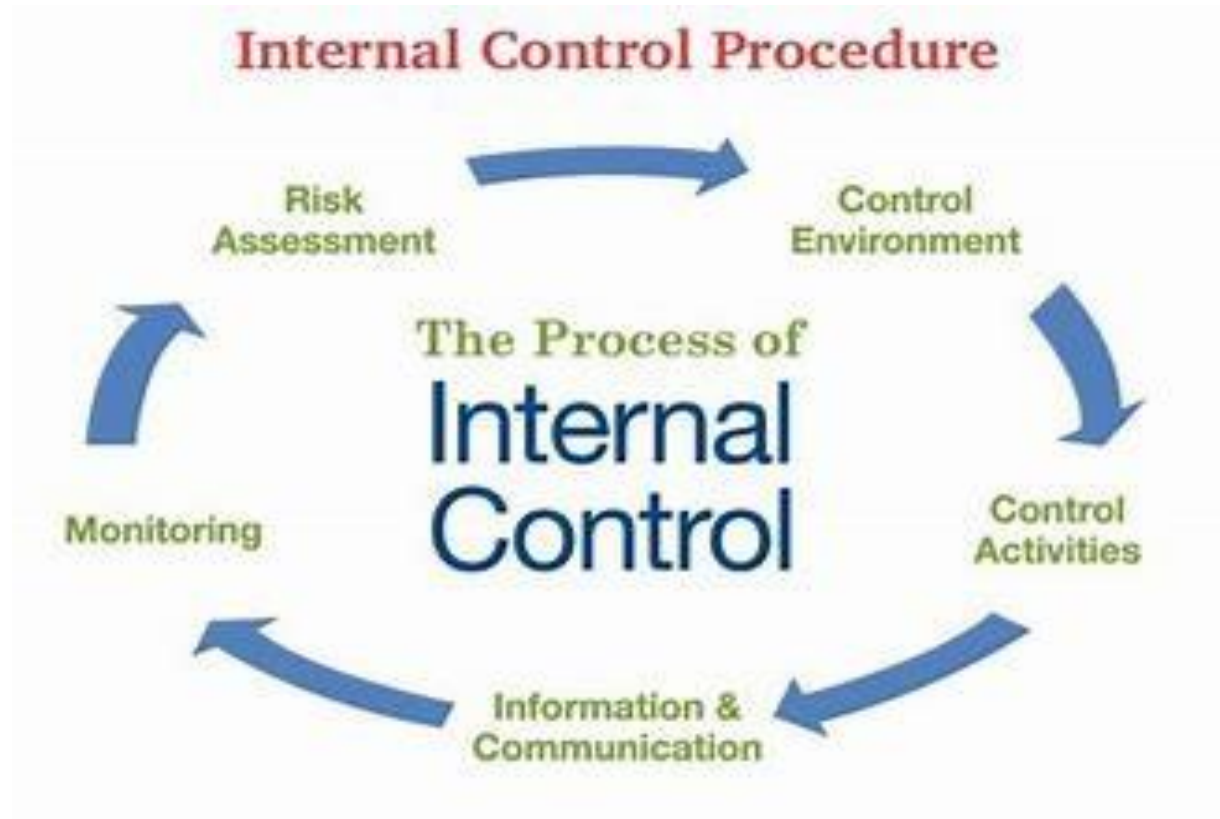 Internal Control Procedure
Risk
Assessment
Control
Environment
The Process of
Internal
Control
Control
Activities
Monitoring
Information &
Communication